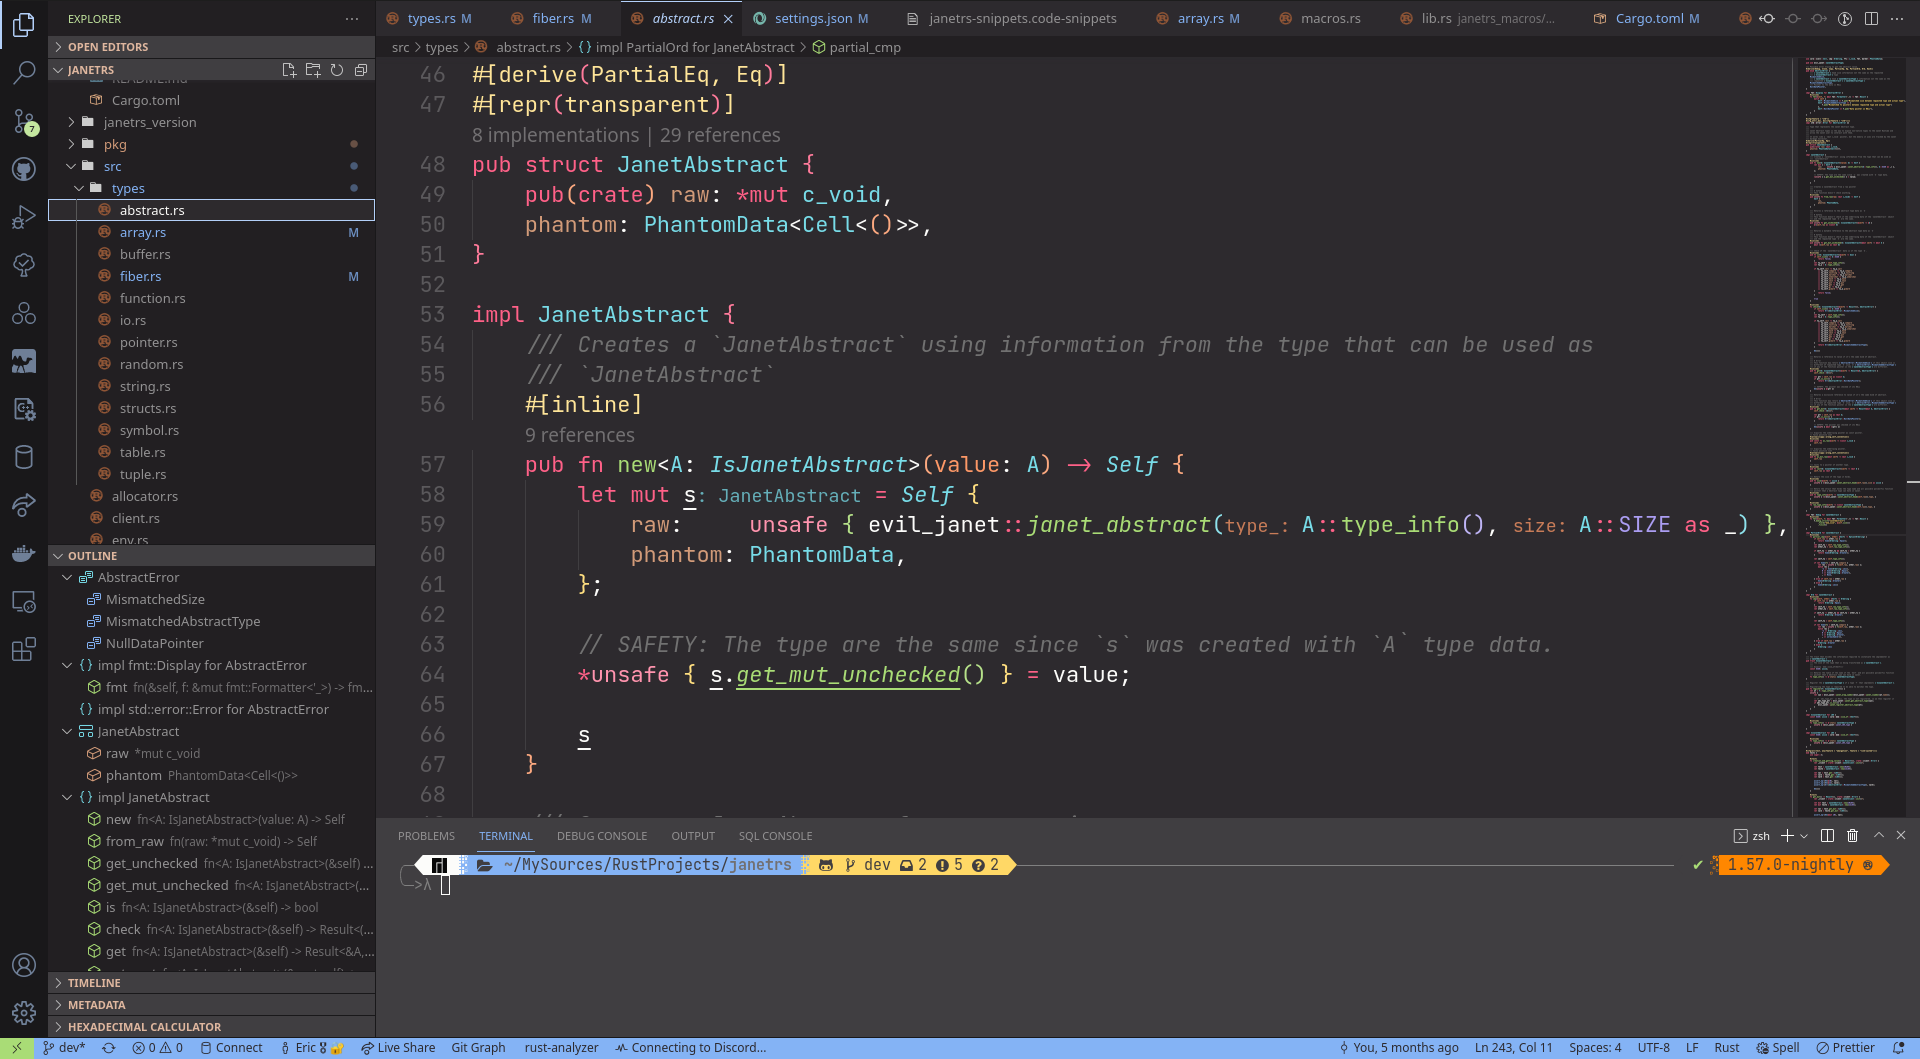 EXPLORER
OPEN EDITORS
JANETRS
README.md
Cargo.toml
janetrs_version
pkg
src
types
abstract.rs
array.rs M
buffer.rs
fiber.rs M
function.rs
io.rs
pointer.rs
random.rs
string.rs
structs.rs
symbol.rs
table.rs
tuple.rs
allocator.rs
client.rs
env.rs
OUTLINE
AbstractError
MismatchedSize
MismatchedAbstractType
NullDataPointer
impl fmt::Display for AbstractError
fmt fn(&self, f: &mut fmt::Formatter<'_>) -> fm...
impl std::error::Error for AbstractError
JanetAbstract
raw *mut c_void
phantom PhantomData<Cell<()>>
impl JanetAbstract
new fn<A: IsJanetAbstract>(value: A) -> Self
from_raw fn(raw: *mut c_void) -> Self
get_unchecked fn<A: IsJanetAbstract>(&self) ...
get_mut_unchecked fn<A: IsJanetAbstract>(...
is fn<A: IsJanetAbstract>(&self) -> bool
check fn<A: IsJanetAbstract>(&self) -> Result<(...
get fn<A: IsJanetAbstract>(&self) -> Result<&A,...
TIMELINE
METADATA
HEXADECIMAL CALCULATOR
7
types.rs M fiber.rs M abstract.rs settings.json M janetrs-snippets.code-snippets array.rs M macros.rs lib.rs janetrs_macros/... Cargo.toml M
src > types > abstract.rs > {} impl PartialOrd for JanetAbstract > partial_cmp
46 #[derive(PartialEq, Eq)]
47 #[repr(transparent)]
8 implementations | 29 references
48 pub struct JanetAbstract {
49 pub(crate) raw: *mut c_void,
50 phantom: PhantomData<Cell<()>>,
51 }
52
53 impl JanetAbstract {
54 /// Creates a `JanetAbstract` using information from the type that can be used as
55 /// `JanetAbstract`
56 #[inline]
9 references
57 pub fn new<A: IsJanetAbstract>(value: A) -> Self {
58 let mut s: JanetAbstract = Self {
59 raw: unsafe { evil_janet::janet_abstract(type_: A::type_info(), size: A::SIZE as _) },
60 phantom: PhantomData,
61 };
62
63 // SAFETY: The type are the same since `s` was created with `A` type data.
64 *unsafe { s.get_mut_unchecked() } = value;
65
66 s
67 }
68
PROBLEMS TERMINAL DEBUG CONSOLE OUTPUT SQL CONSOLE zsh
~/MySources/RustProjects/janetrs dev 2 5 2 ✔ 1.57.0-nightly
->λ
dev* 0 0 Connect Eric Live Share Git Graph rust-analyzer Connecting to Discord... You, 5 months ago Ln 243, Col 11 Spaces: 4 UTF-8 LF Rust Spell Prettier